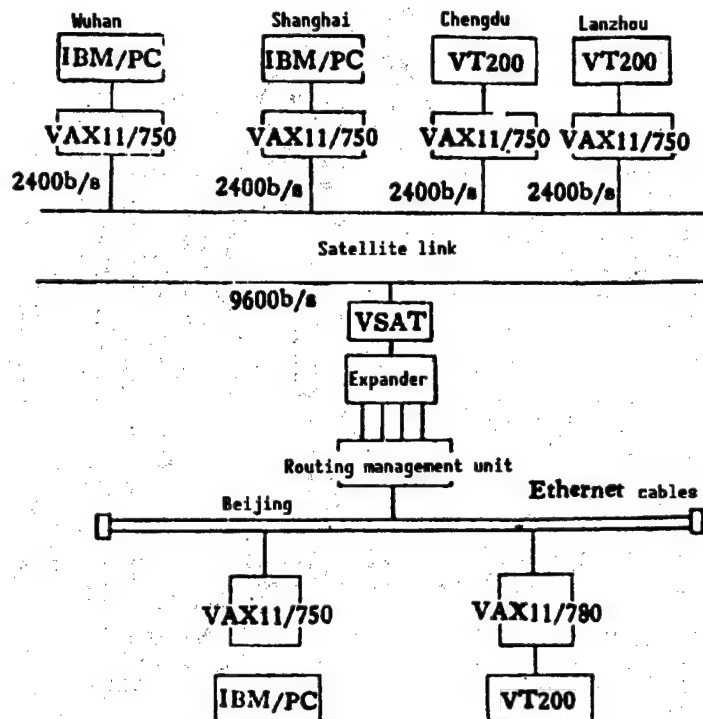 Wuhan Shanghai Chengdu Lanzhou
IBM/PC IBM/PC VT200 VT200
VAX11/750 VAX11/750 VAX11/750 VAX11/750
2400b/s 2400b/s 2400b/s 2400b/s
Satellite link
9600b/s
VSAT
Expander
Routing management unit
Beijing Ethernet cables
VAX11/750 VAX11/780
IBM/PC VT200